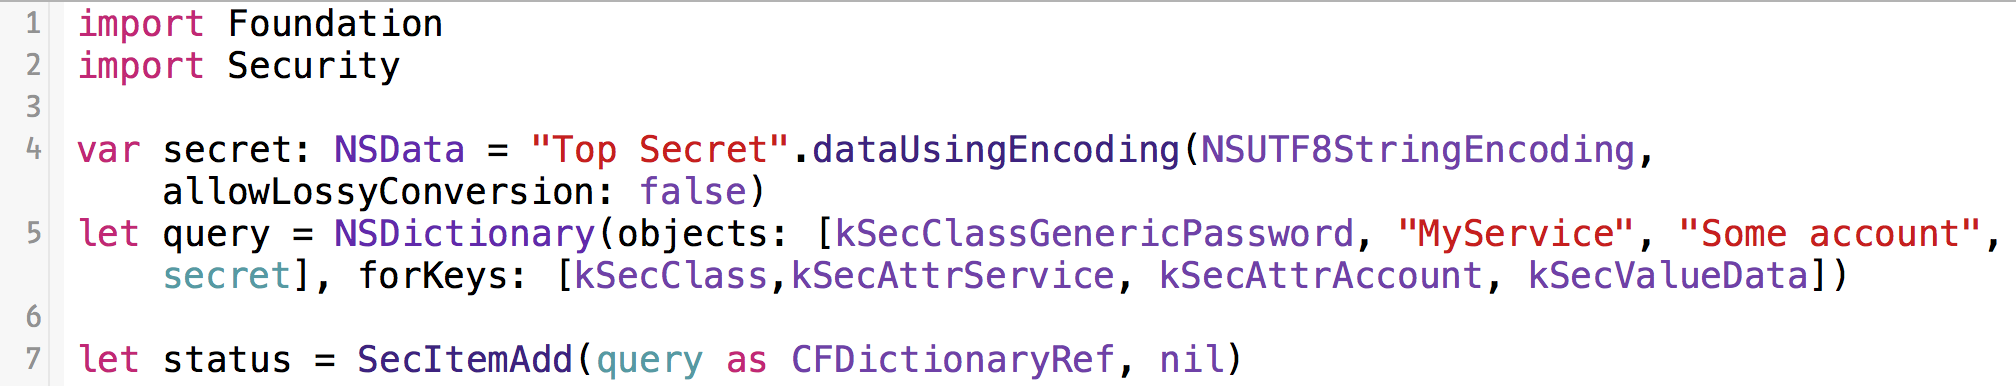 1 import Foundation
2 import Security
3
4 var secret: NSData = "Top Secret".dataUsingEncoding(NSUTF8StringEncoding,
allowLossyConversion: false)
5 let query = NSDictionary(objects: [kSecClassGenericPassword, "MyService", "Some account",
secret], forKeys: [kSecClass,kSecAttrService, kSecAttrAccount, kSecValueData])
6
7 let status = SecItemAdd(query as CFDictionaryRef, nil)